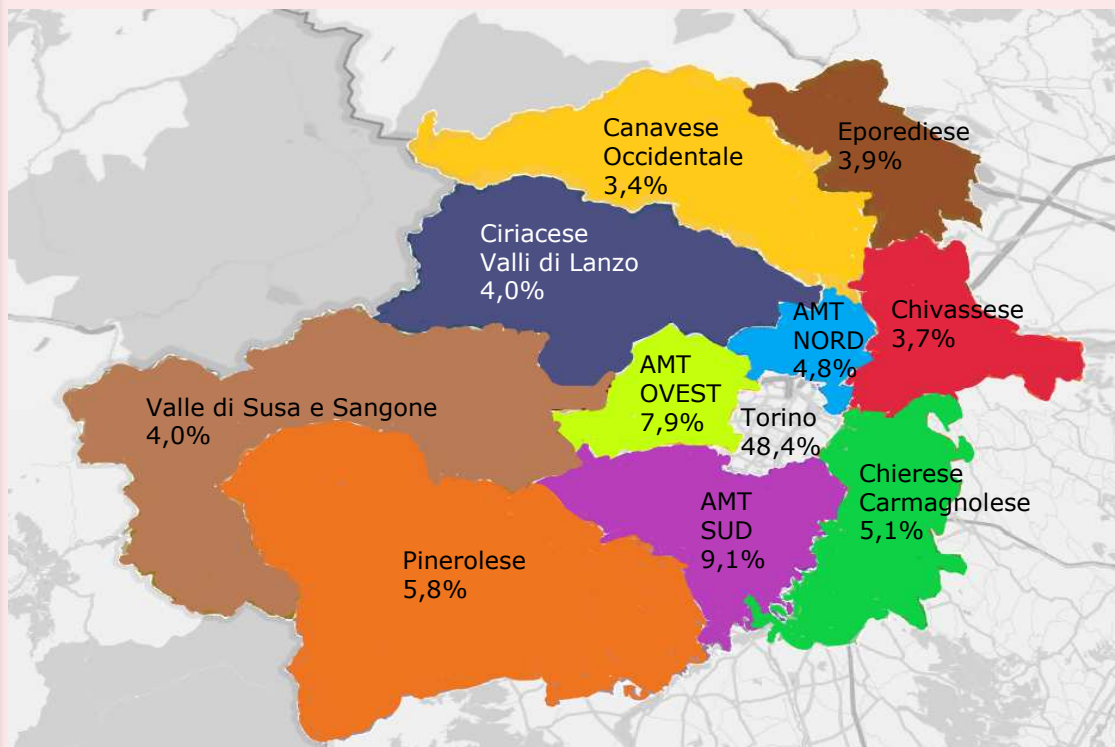 Canavese
Occidentale
3,4%
Eporediese
3,9%
Ciriacese
Valli di Lanzo
4,0%
AMT
NORD
4,8%
Chivassese
3,7%
AMT
OVEST
7,9%
Valle di Susa e Sangone
4,0%
Torino
48,4%
Chierese
Carmagnolese
5,1%
AMT
SUD
9,1%
Pinerolese
5,8%